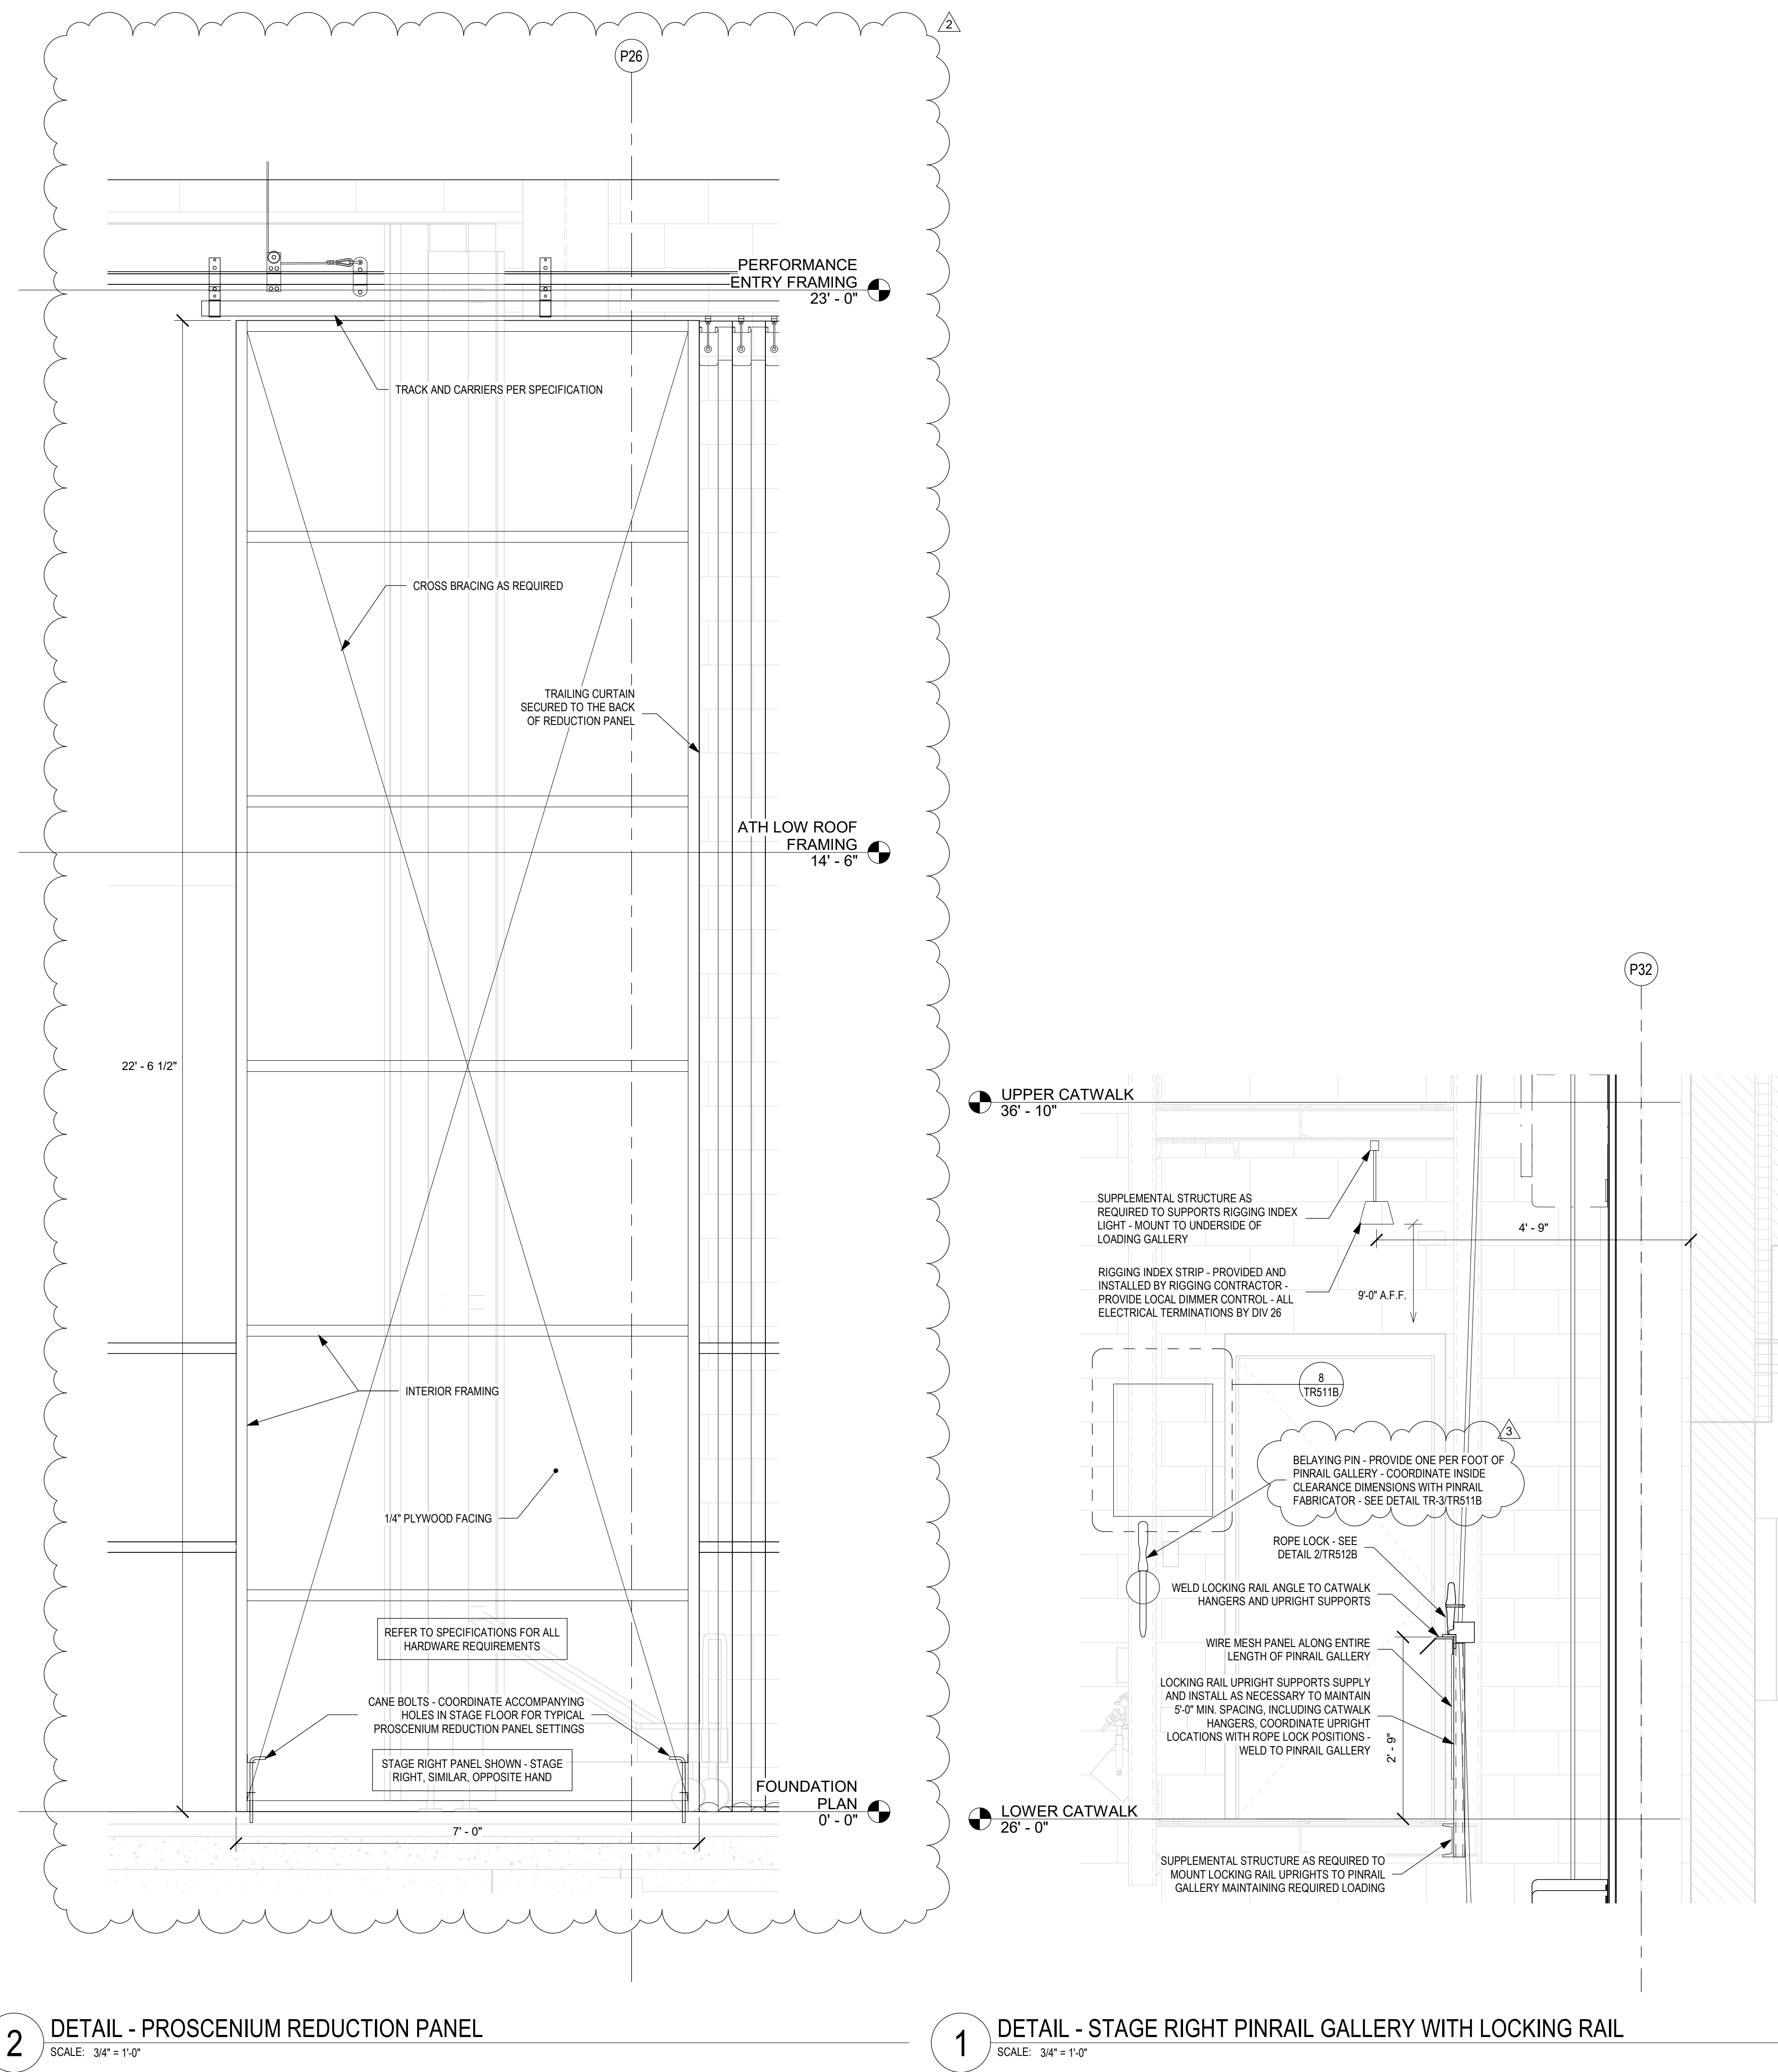 2
P26
PERFORMANCE
ENTRY FRAMING
23' - 0"
TRACK AND CARRIERS PER SPECIFICATION
CROSS BRACING AS REQUIRED
TRAILING CURTAIN
SECURED TO THE BACK
OF REDUCTION PANEL
ATH LOW ROOF
FRAMING
14' - 6"
22' - 6 1/2"
INTERIOR FRAMING
1/4" PLYWOOD FACING
REFER TO SPECIFICATIONS FOR ALL
HARDWARE REQUIREMENTS
CANE BOLTS - COORDINATE ACCOMPANYING
HOLES IN STAGE FLOOR FOR TYPICAL
PROSCENIUM REDUCTION PANEL SETTINGS
STAGE RIGHT PANEL SHOWN - STAGE
RIGHT, SIMILAR, OPPOSITE HAND
FOUNDATION
PLAN
0' - 0"
7' - 0"
2
DETAIL - PROSCENIUM REDUCTION PANEL
SCALE: 3/4" = 1'-0"
P32
UPPER CATWALK
36' - 10"
SUPPLEMENTAL STRUCTURE AS
REQUIRED TO SUPPORTS RIGGING INDEX
LIGHT - MOUNT TO UNDERSIDE OF
LOADING GALLERY
4' - 9"
RIGGING INDEX STRIP - PROVIDED AND
INSTALLED BY RIGGING CONTRACTOR -
PROVIDE LOCAL DIMMER CONTROL - ALL
ELECTRICAL TERMINATIONS BY DIV 26
9'-0" A.F.F.
8
TR511B
3
BELAYING PIN - PROVIDE ONE PER FOOT OF
PINRAIL GALLERY - COORDINATE INSIDE
CLEARANCE DIMENSIONS WITH PINRAIL
FABRICATOR - SEE DETAIL TR-3/TR511B
ROPE LOCK - SEE
DETAIL 2/TR512B
WELD LOCKING RAIL ANGLE TO CATWALK
HANGERS AND UPRIGHT SUPPORTS
WIRE MESH PANEL ALONG ENTIRE
LENGTH OF PINRAIL GALLERY
LOCKING RAIL UPRIGHT SUPPORTS SUPPLY
AND INSTALL AS NECESSARY TO MAINTAIN
5'-0" MIN. SPACING, INCLUDING CATWALK
HANGERS, COORDINATE UPRIGHT
LOCATIONS WITH ROPE LOCK POSITIONS -
WELD TO PINRAIL GALLERY
2' - 9"
LOWER CATWALK
26' - 0"
SUPPLEMENTAL STRUCTURE AS REQUIRED TO
MOUNT LOCKING RAIL UPRIGHTS TO PINRAIL
GALLERY MAINTAINING REQUIRED LOADING
1
DETAIL - STAGE RIGHT PINRAIL GALLERY WITH LOCKING RAIL
SCALE: 3/4" = 1'-0"